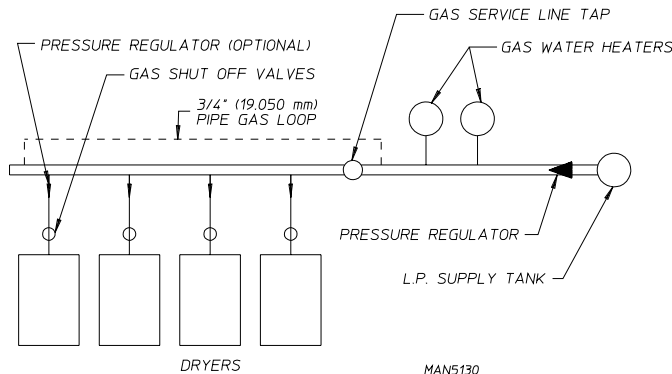 GAS SERVICE LINE TAP
PRESSURE REGULATOR (OPTIONAL)
GAS WATER HEATERS
GAS SHUT OFF VALVES
3/4" (19.050 mm)
PIPE GAS LOOP
PRESSURE REGULATOR
L.P. SUPPLY TANK
DRYERS
MAN5130